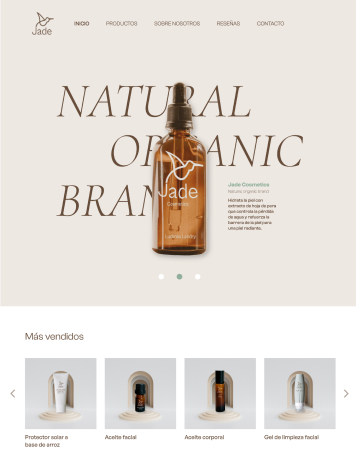 Jade
INICIO PRODUCTOS SOBRE NOSOTROS RESEÑAS CONTACTO
NATURAL
ORGANIC
BRAND
Jade
Cosmetics
Jade Cosmetics
Natural organic brand
Hidrata la piel con
extracto de hoja de pera
que controla la pérdida
de agua y refuerza la
barrera de la piel para
una piel radiante.
Más vendidos
Protector solar a
base de arroz
Aceite facial
Aceite corporal
Gel de limpieza facial